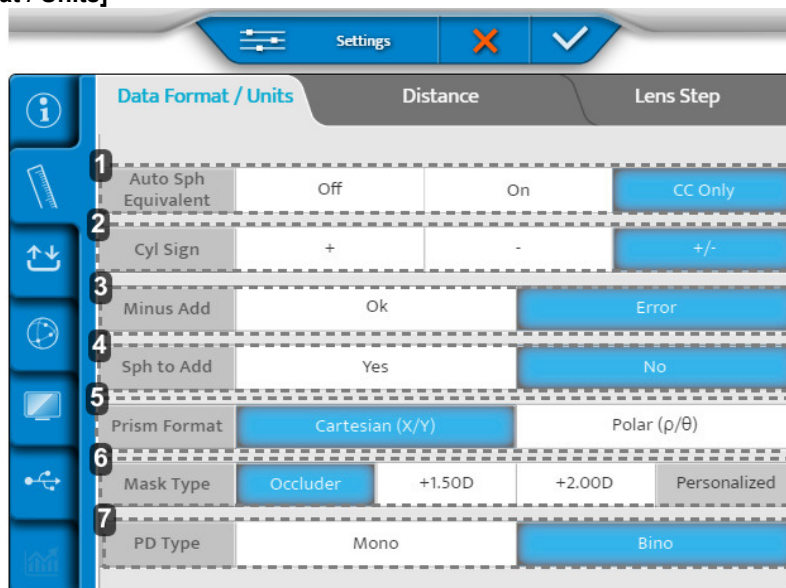 at / Units]
Settings
Data Format / Units
Distance
Lens Step
1
Auto Sph
Equivalent
Off
On
CC Only
2
Cyl Sign
+
-
+/-
3
Minus Add
Ok
Error
4
Sph to Add
Yes
No
5
Prism Format
Cartesian (X/Y)
Polar (ρ/θ)
6
Mask Type
Occluder
+1.50D
+2.00D
Personalized
7
PD Type
Mono
Bino